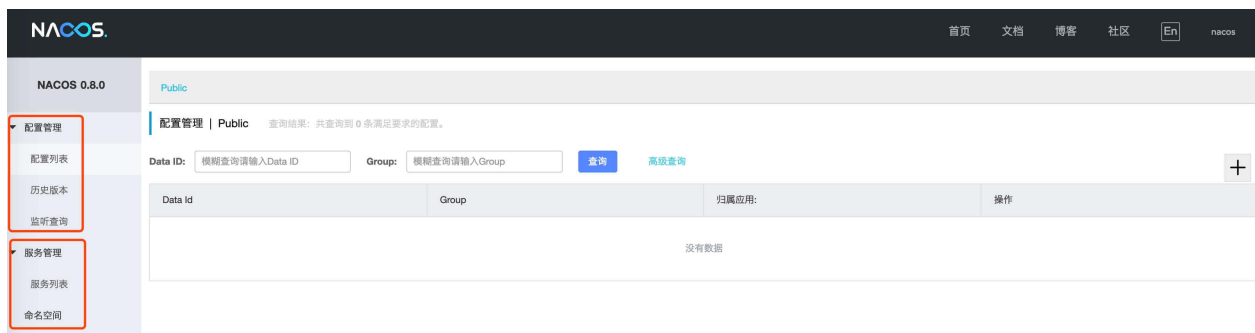 NACOS.
首页 文档 博客 社区 En nacos
NACOS 0.8.0
Public
配置管理
配置管理 | Public 查询结果：共查询到 0 条满足要求的配置。
配置列表
Data ID: 模糊查询请输入Data ID Group: 模糊查询请输入Group 查询 高级查询
历史版本
Data Id Group 归属应用: 操作
监听查询
服务管理
没有数据
服务列表
命名空间